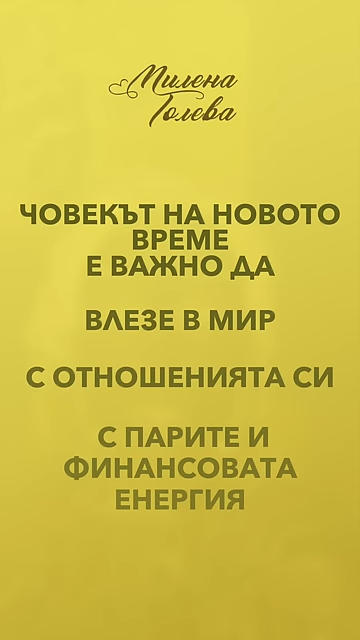 Милена
Голева
ЧОВЕКЪТ НА НОВОТО
ВРЕМЕ
Е ВАЖНО ДА
ВЛЕЗЕ В МИР
С ОТНОШЕНИЯТА СИ
С ПАРИТЕ И
ФИНАНСОВАТА
ЕНЕРГИЯ